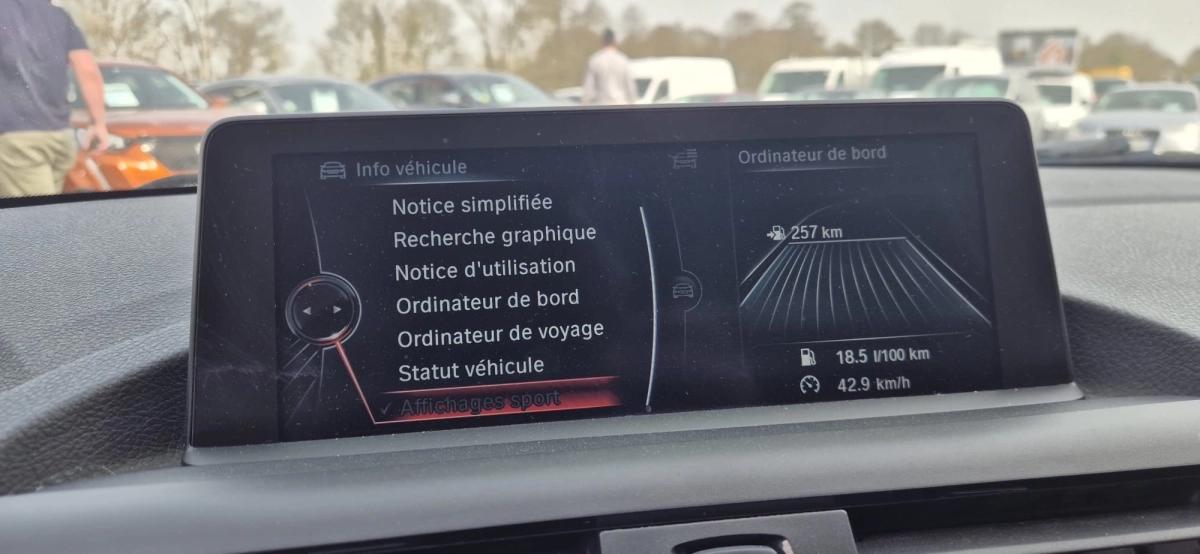 Info véhicule
Notice simplifiée
Recherche graphique
Notice d'utilisation
Ordinateur de bord
Ordinateur de voyage
Statut véhicule
Affichages sport
Ordinateur de bord
257 km
18.5 l/100 km
42.9 km/h